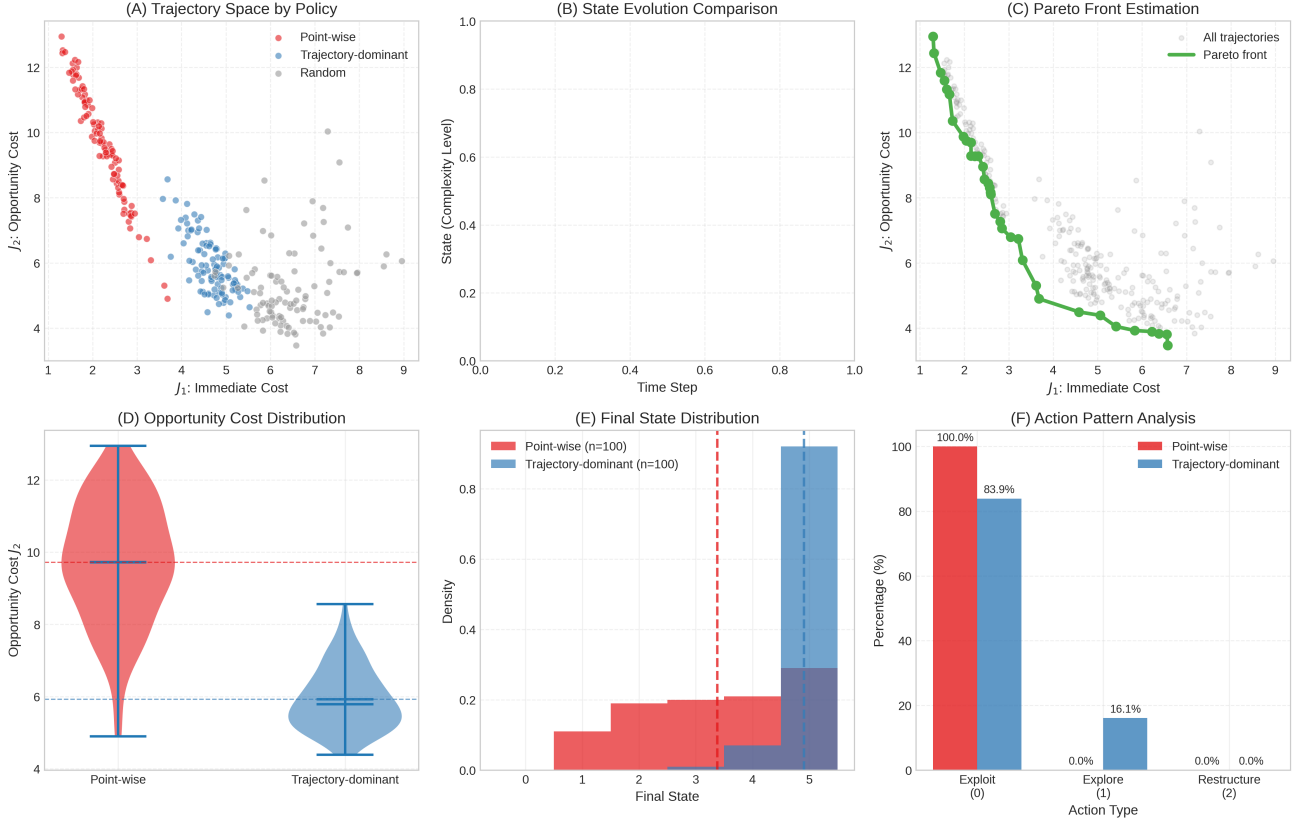 (A) Trajectory Space by Policy
J₂: Opportunity Cost
12
10
8
6
4
1 2 3 4 5 6 7 8 9
J₁: Immediate Cost
Point-wise
Trajectory-dominant
Random
(B) State Evolution Comparison
State (Complexity Level)
1.0
0.8
0.6
0.4
0.2
0.0
0.0 0.2 0.4 0.6 0.8 1.0
Time Step
(C) Pareto Front Estimation
J₂: Opportunity Cost
12
10
8
6
4
1 2 3 4 5 6 7 8 9
J₁: Immediate Cost
All trajectories
Pareto front
(D) Opportunity Cost Distribution
Opportunity Cost J₂
12
10
8
6
4
Point-wise Trajectory-dominant
(E) Final State Distribution
Density
0.8
0.6
0.4
0.2
0.0
0 1 2 3 4 5
Final State
Point-wise (n=100)
Trajectory-dominant (n=100)
(F) Action Pattern Analysis
Percentage (%)
100
80
60
40
20
0
100.0%
83.9%
0.0%
16.1%
0.0% 0.0%
Exploit
(0)
Explore
(1)
Restructure
(2)
Action Type
Point-wise
Trajectory-dominant